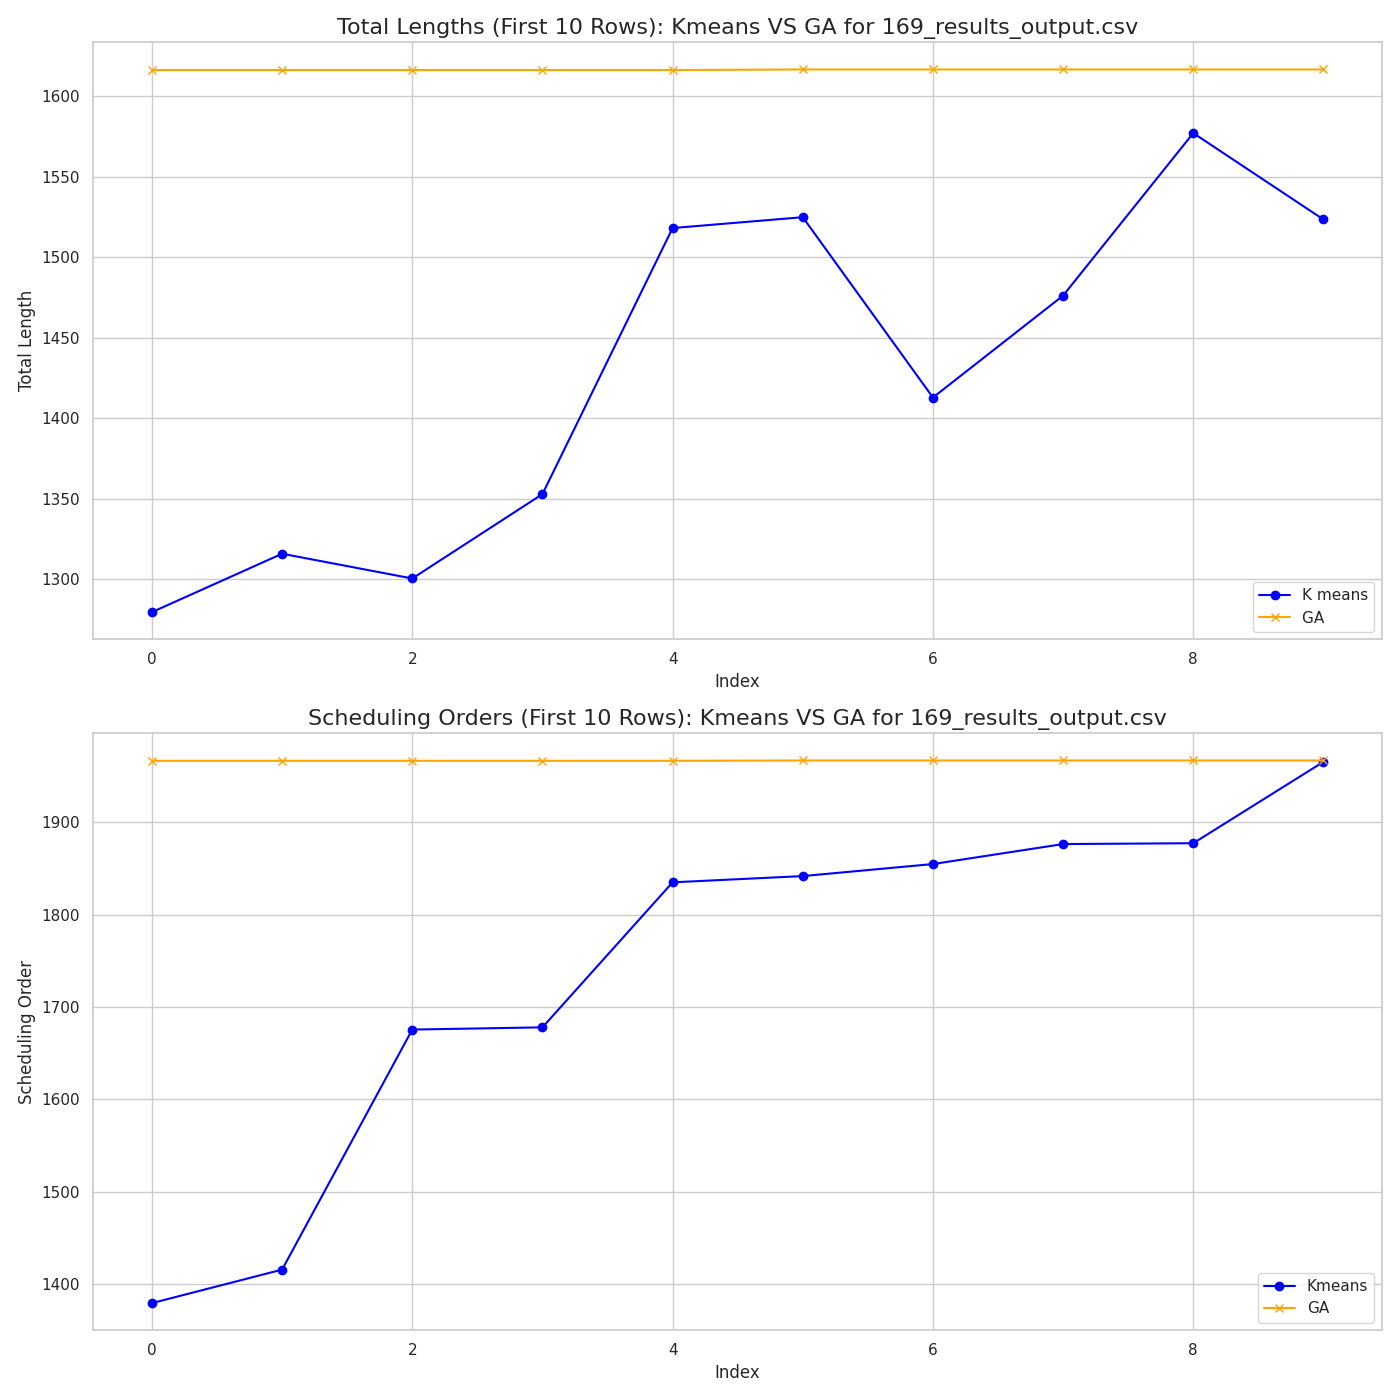 Total Lengths (First 10 Rows): Kmeans VS GA for 169_results_output.csv
Total Length
1600
1550
1500
1450
1400
1350
1300
K means
GA
0 2 4 6 8
Index
Scheduling Orders (First 10 Rows): Kmeans VS GA for 169_results_output.csv
Scheduling Order
1900
1800
1700
1600
1500
1400
Kmeans
GA
0 2 4 6 8
Index